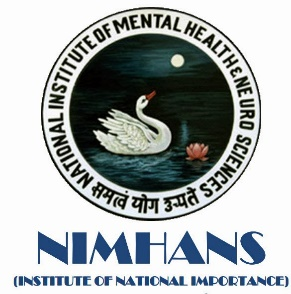 NATIONAL INSTITUTE OF MENTAL HEALTH & NEURO SCIENCES
समत्वं योग उच्यते
NIMHANS
(INSTITUTE OF NATIONAL IMPORTANCE)